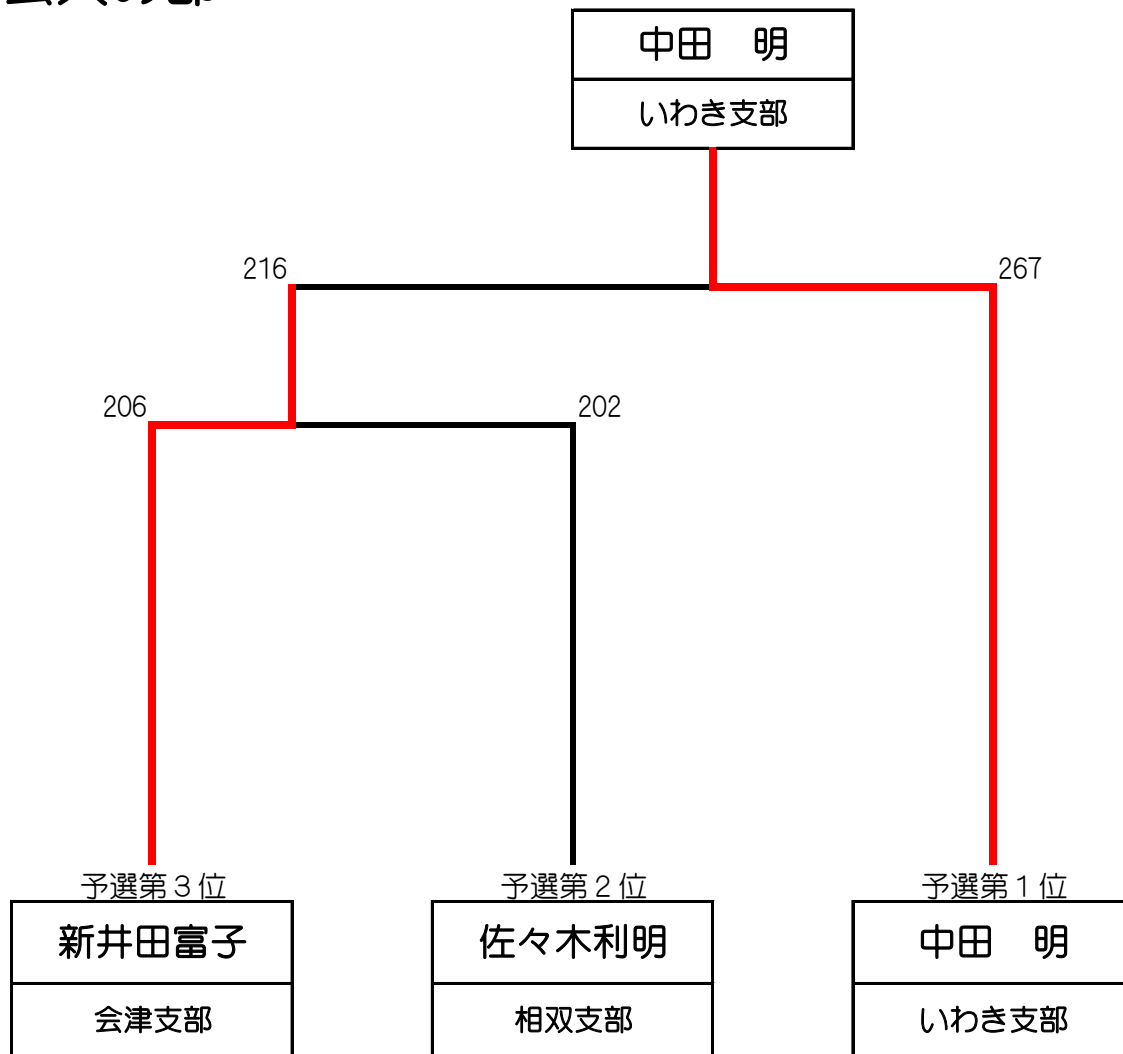 中田　明
いわき支部
216
267
206
202
予選第３位
予選第２位
予選第１位
新井田富子
佐々木利明
中田　明
会津支部
相双支部
いわき支部